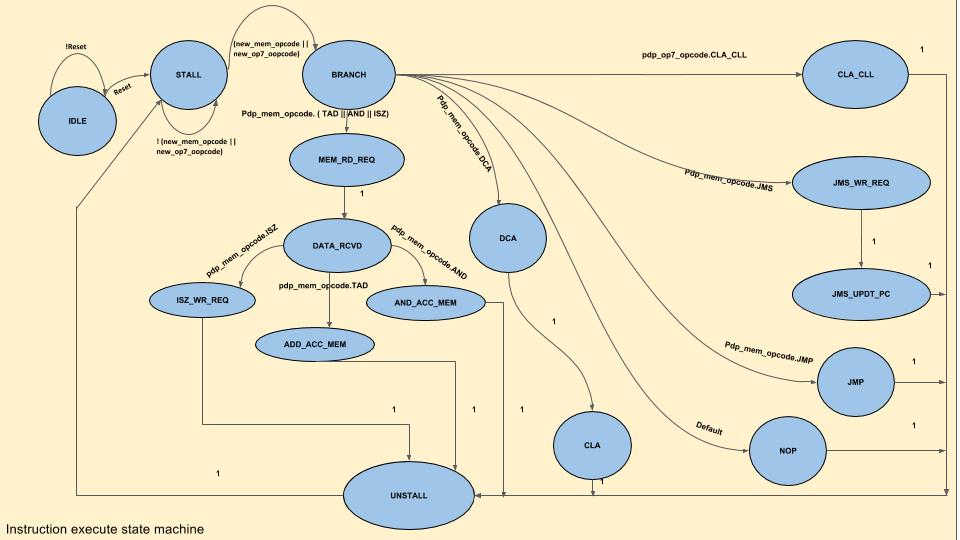 !Reset
Reset
IDLE
STALL
(new_mem_opcode ||
new_op7_oopcode)
! (new_mem_opcode ||
new_op7_oopcode)
BRANCH
pdp_op7_opcode.CLA_CLL
CLA_CLL
1
Pdp_mem_opcode. ( TAD || AND || ISZ)
Pdp_mem_opcode.DCA
MEM_RD_REQ
1
Pdp_mem_opcode.JMS
JMS_WR_REQ
1
DATA_RCVD
pdp_mem_opcode.ISZ
pdp_mem_opcode.AND
pdp_mem_opcode.TAD
DCA
1
ISZ_WR_REQ
AND_ACC_MEM
ADD_ACC_MEM
JMS_UPDT_PC
1
Pdp_mem_opcode.JMP
JMP
1
1
1
1
Default
NOP
1
CLA
1
1
UNSTALL
Instruction execute state machine